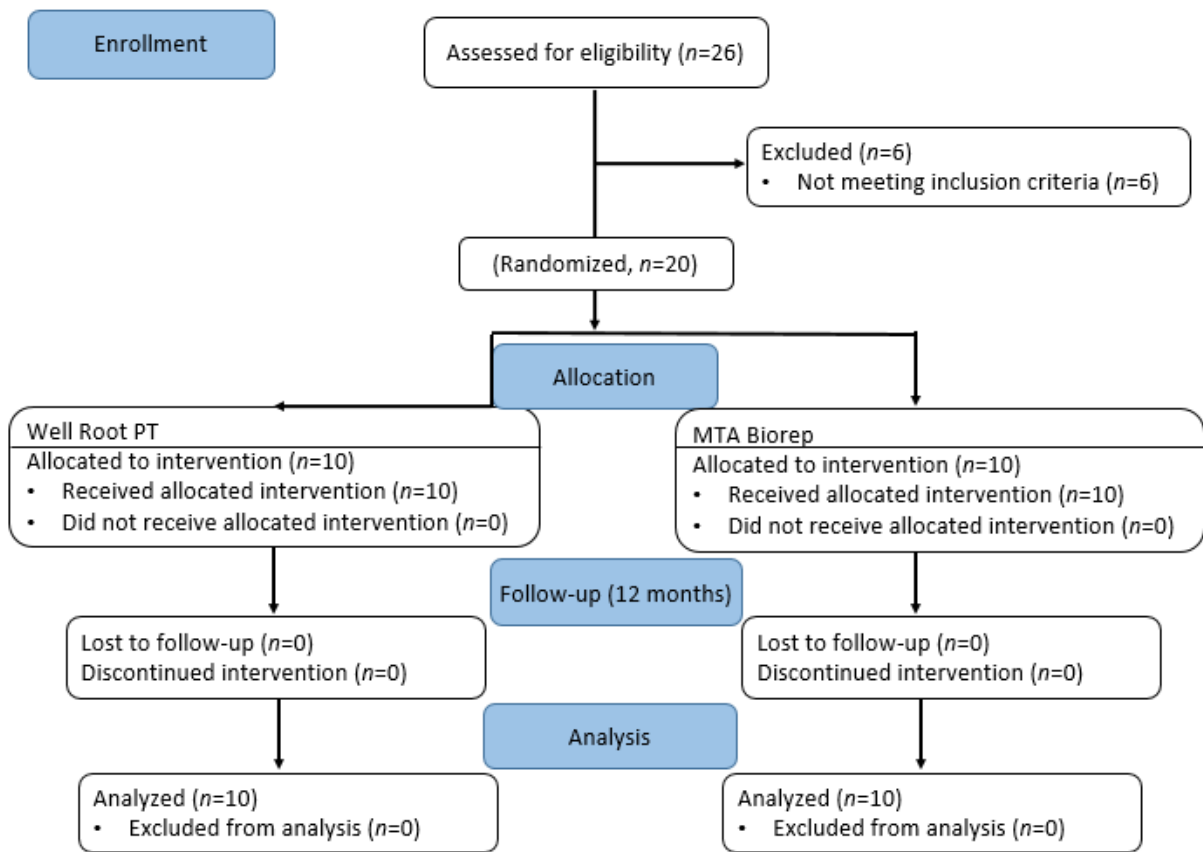 Enrollment
Assessed for eligibility (n=26)
Excluded (n=6)
• Not meeting inclusion criteria (n=6)
(Randomized, n=20)
Allocation
Well Root PT
Allocated to intervention (n=10)
• Received allocated intervention (n=10)
• Did not receive allocated intervention (n=0)
MTA Biorep
Allocated to intervention (n=10)
• Received allocated intervention (n=10)
• Did not receive allocated intervention (n=0)
Follow-up (12 months)
Lost to follow-up (n=0)
Discontinued intervention (n=0)
Lost to follow-up (n=0)
Discontinued intervention (n=0)
Analysis
Analyzed (n=10)
• Excluded from analysis (n=0)
Analyzed (n=10)
• Excluded from analysis (n=0)